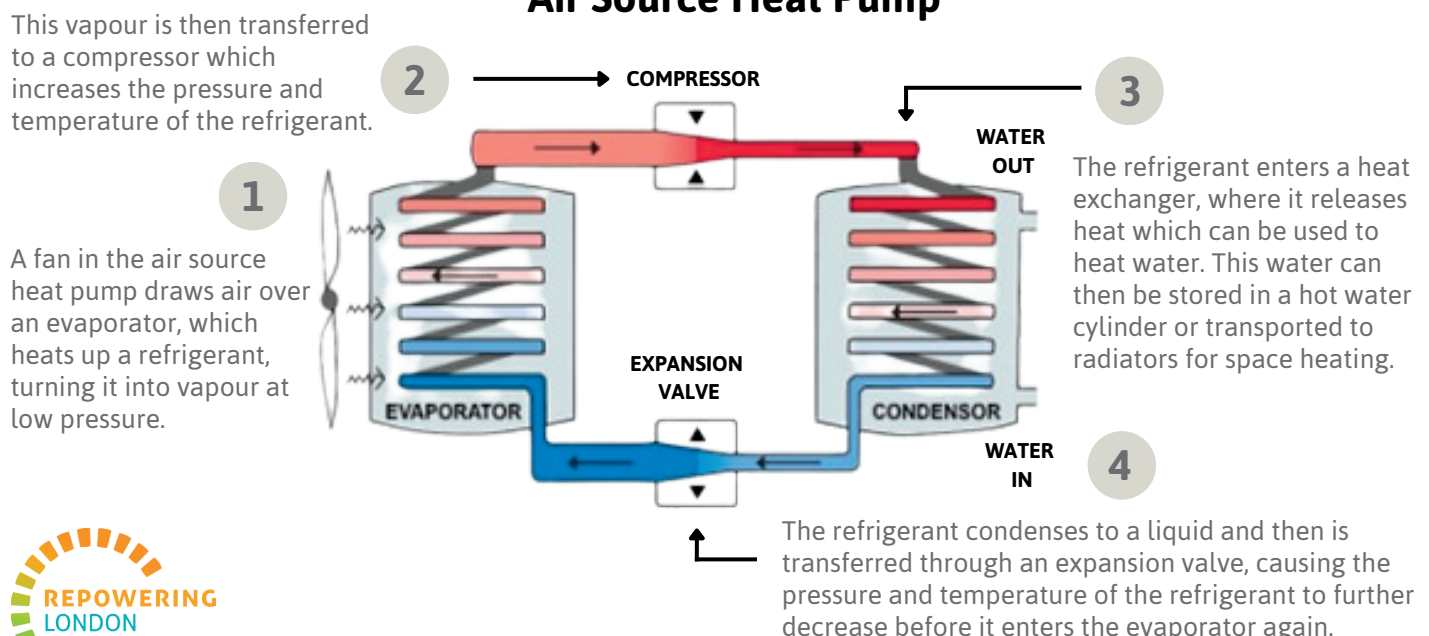 Air Source Heat Pump
This vapour is then transferred
to a compressor which
increases the pressure and
temperature of the refrigerant.
2
COMPRESSOR
3
WATER
OUT
The refrigerant enters a heat
exchanger, where it releases
heat which can be used to
heat water. This water can
then be stored in a hot water
cylinder or transported to
radiators for space heating.
1
A fan in the air source
heat pump draws air over
an evaporator, which
heats up a refrigerant,
turning it into vapour at
low pressure.
EVAPORATOR
EXPANSION
VALVE
CONDENSOR
WATER
IN
4
The refrigerant condenses to a liquid and then is
transferred through an expansion valve, causing the
pressure and temperature of the refrigerant to further
decrease before it enters the evaporator again.
REPOWERING
LONDON